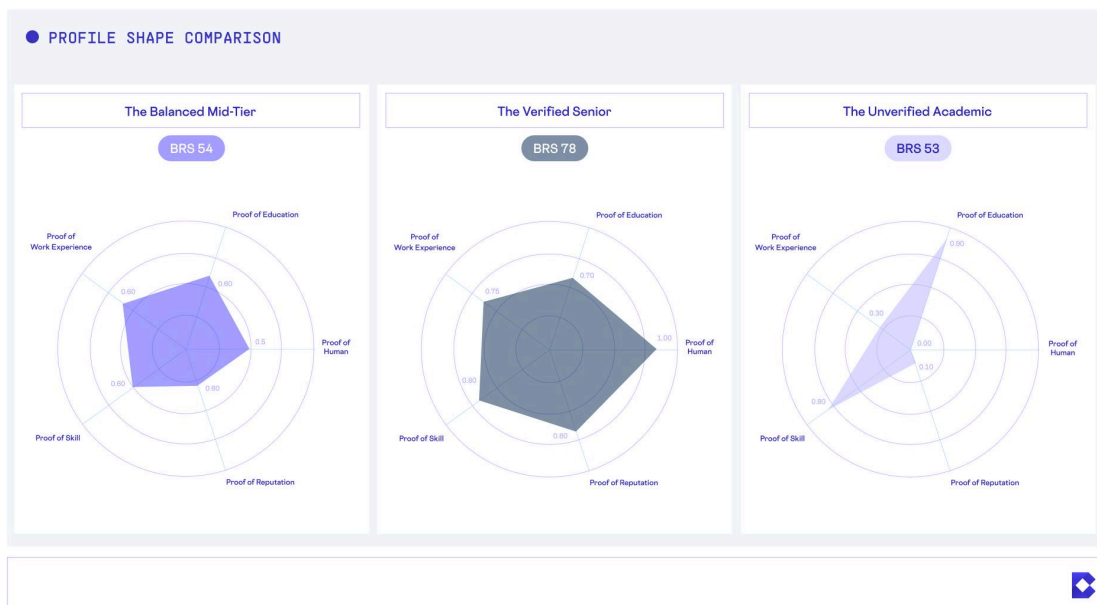 PROFILE SHAPE COMPARISON
The Balanced Mid-Tier
BRS 54
Proof of Education
Proof of
Work Experience
0.60
0.60
0.5
Proof of
Human
0.60
0.60
Proof of Skill
Proof of Reputation
The Verified Senior
BRS 78
Proof of Education
Proof of
Work Experience
0.70
0.75
1.00
Proof of
Human
0.80
0.80
Proof of Skill
Proof of Reputation
The Unverified Academic
BRS 53
Proof of Education
Proof of
Work Experience
0.90
0.30
0.00
Proof of
Human
0.10
0.90
Proof of Skill
Proof of Reputation